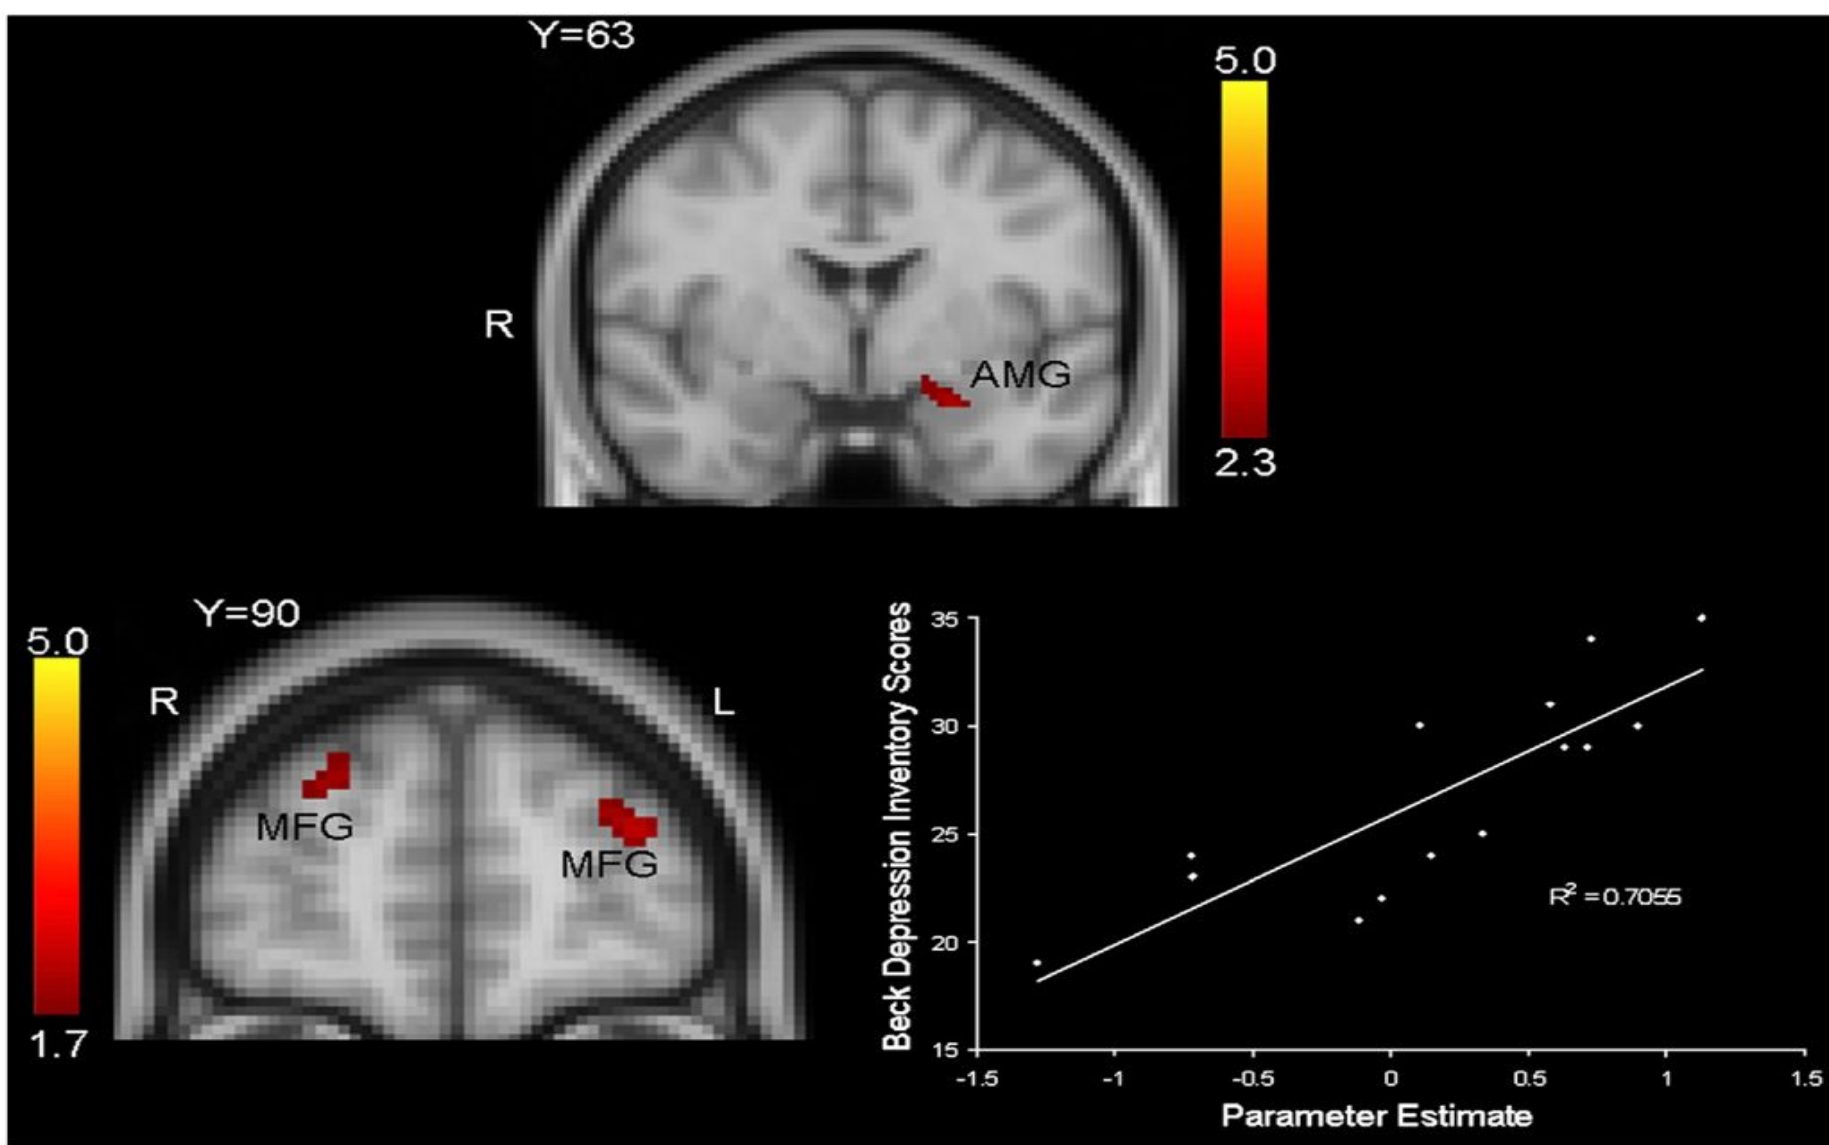 Y=63
5.0
R
AMG
2.3
Y=90
5.0
R
L
MFG
MFG
1.7
Beck Depression Inventory Scores
35
30
25
20
15
R² = 0.7055
-1.5 -1 -0.5 0 0.5 1 1.5
Parameter Estimate